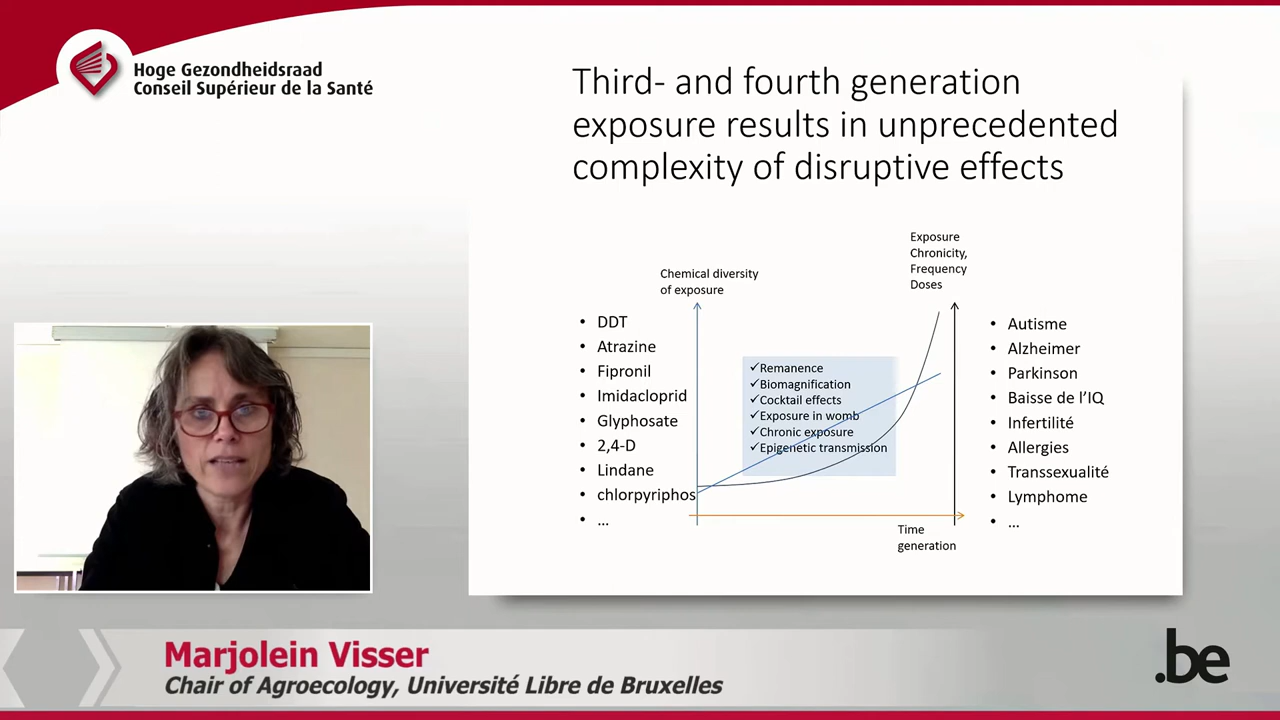 Hoge Gezondheidsraad
Conseil Supérieur de la Santé
Third- and fourth generation
exposure results in unprecedented
complexity of disruptive effects
Chemical diversity
of exposure
Exposure
Chronicity,
Frequency
Doses
• DDT
• Atrazine
• Fipronil
• Imidacloprid
• Glyphosate
• 2,4-D
• Lindane
• chlorpyriphos
• ...
✓Remanence
✓Biomagnification
✓Cocktail effects
✓Exposure in womb
✓Chronic exposure
✓Epigenetic transmission
• Autisme
• Alzheimer
• Parkinson
• Baisse de l’IQ
• Infertilité
• Allergies
• Transsexualité
• Lymphome
• ...
Time
generation
Marjolein Visser
Chair of Agroecology, Université Libre de Bruxelles
.be